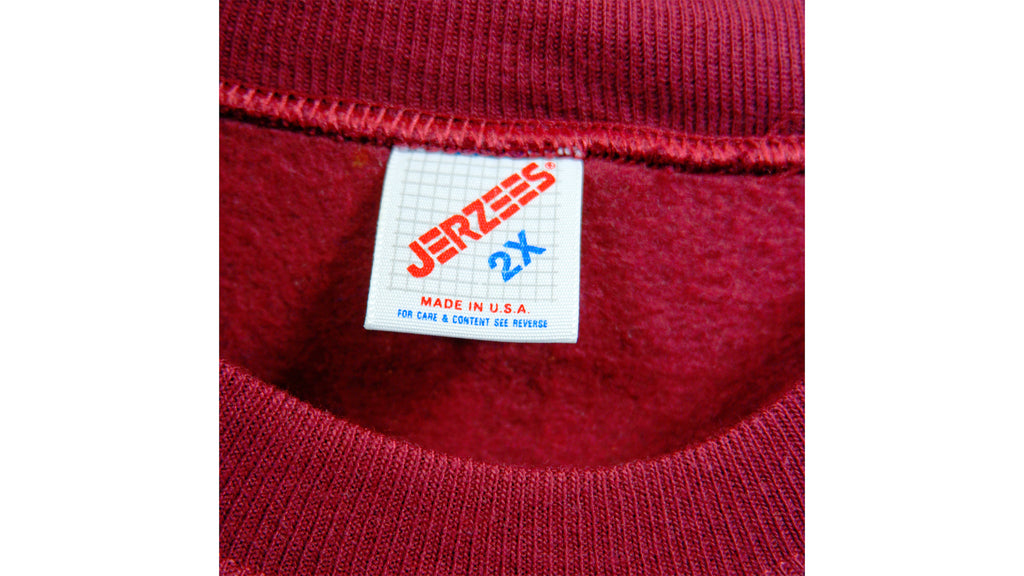 JERZEES®
2X
MADE IN U.S.A.
FOR CARE & CONTENT SEE REVERSE